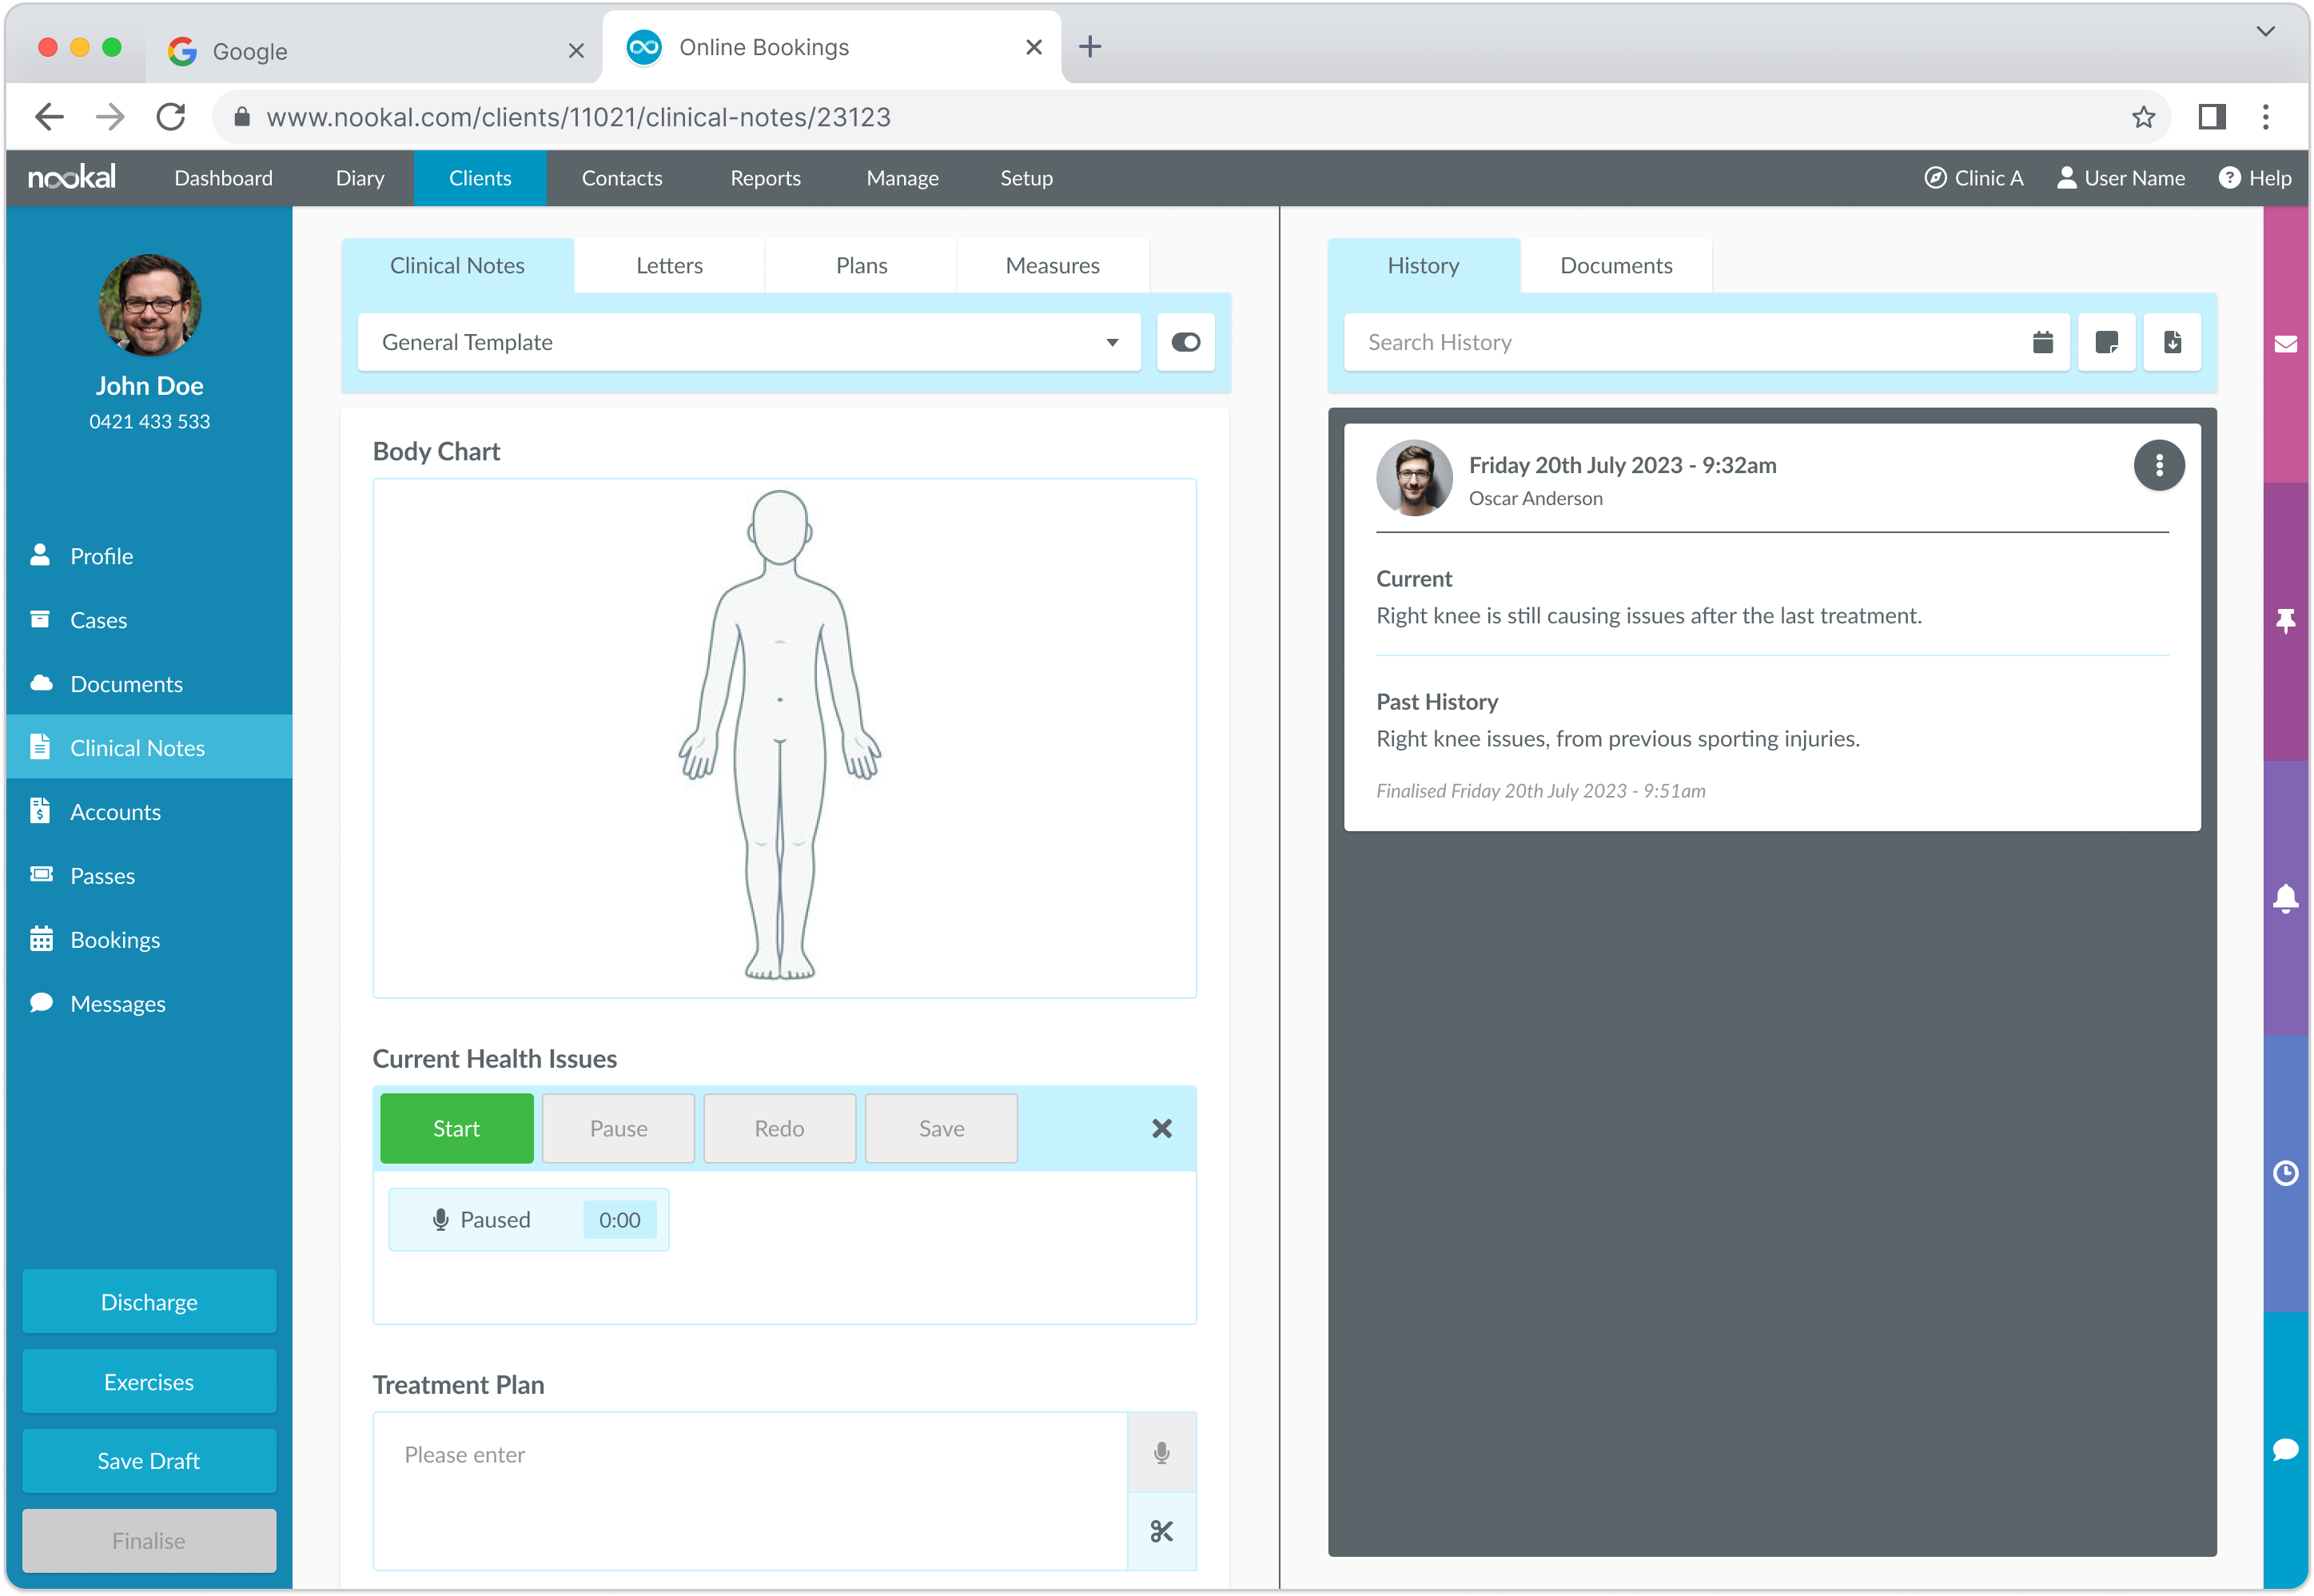 Google
Online Bookings
www.nookal.com/clients/11021/clinical-notes/23123
nookal
Dashboard
Diary
Clients
Contacts
Reports
Manage
Setup
Clinic A
User Name
Help
John Doe
0421 433 533
Profile
Cases
Documents
Clinical Notes
Accounts
Passes
Bookings
Messages
Discharge
Exercises
Save Draft
Finalise
Clinical Notes
Letters
Plans
Measures
General Template
Body Chart
Current Health Issues
Start
Pause
Redo
Save
Paused
0:00
Treatment Plan
Please enter
History
Documents
Search History
Friday 20th July 2023 - 9:32am
Oscar Anderson
Current
Right knee is still causing issues after the last treatment.
Past History
Right knee issues, from previous sporting injuries.
Finalised Friday 20th July 2023 - 9:51am